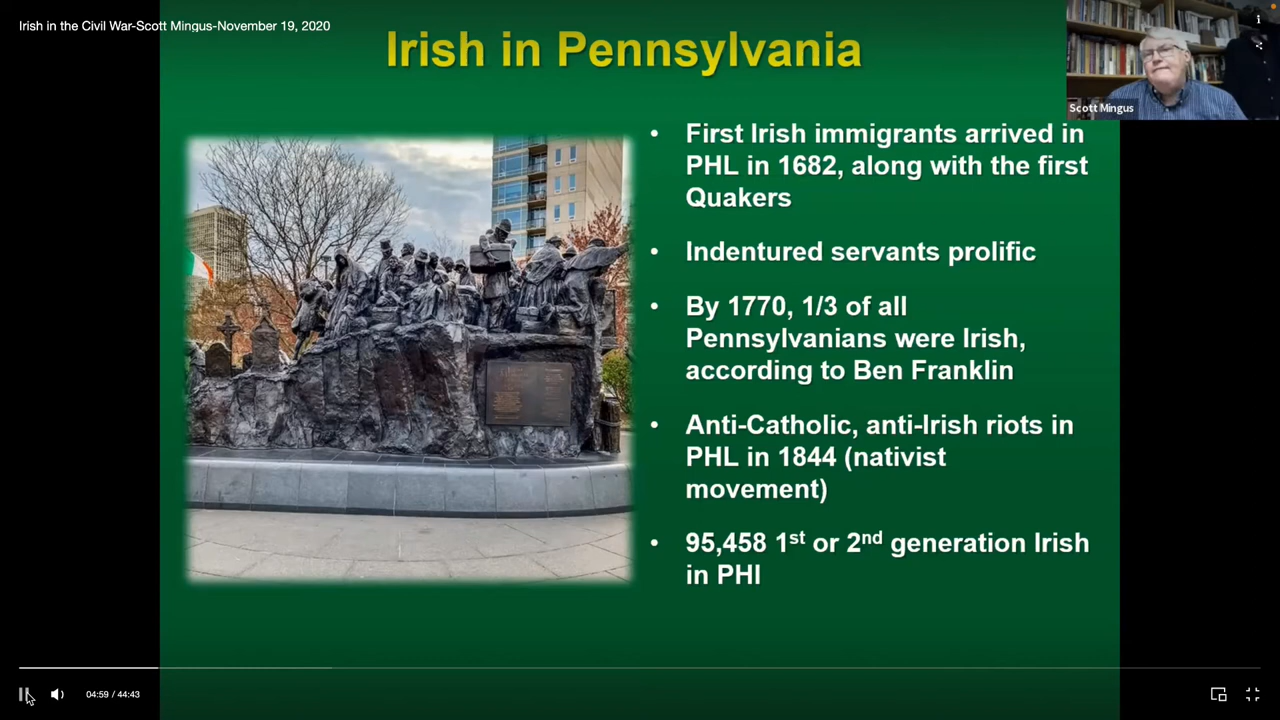 Irish in the Civil War-Scott Mingus-November 19, 2020
Irish in Pennsylvania
Scott Mingus
• First Irish immigrants arrived in
PHL in 1682, along with the first
Quakers
• Indentured servants prolific
• By 1770, 1/3 of all
Pennsylvanians were Irish,
according to Ben Franklin
• Anti-Catholic, anti-Irish riots in
PHL in 1844 (nativist
movement)
• 95,458 1st or 2nd generation Irish
in PHI
04:59 / 44:43